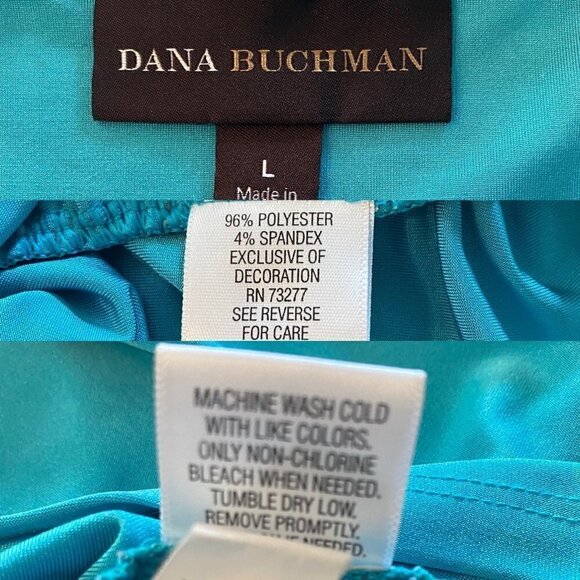 DANA BUCHMAN
L
Made in
96% POLYESTER
4% SPANDEX
EXCLUSIVE OF
DECORATION
RN 73277
SEE REVERSE
FOR CARE
MACHINE WASH COLD
WITH LIKE COLORS.
ONLY NON-CHLORINE
BLEACH WHEN NEEDED.
TUMBLE DRY LOW.
REMOVE PROMPTLY.
NEEDED.